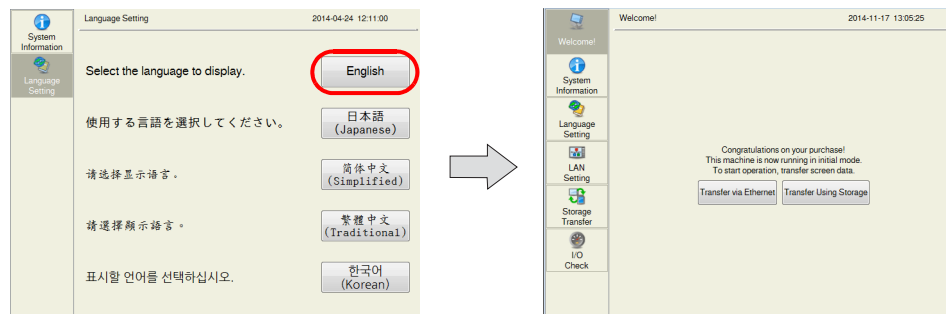 System
Information
Language
Setting
Language Setting
2014-04-24 12:11:00
Select the language to display.
English
使用する言語を選択してください。
日本語
(Japanese)
请选择显示语言。
简体中文
(Simplified)
請選擇顯示語言。
繁體中文
(Traditional)
표시할 언어를 선택하십시오.
한국어
(Korean)
Welcome!
System
Information
Language
Setting
LAN
Setting
Storage
Transfer
I/O
Check
Welcome!
2014-11-17 13:05:25
Congratulations on your purchase!
This machine is now running in initial mode.
To start operation, transfer screen data.
Transfer via Ethernet
Transfer Using Storage